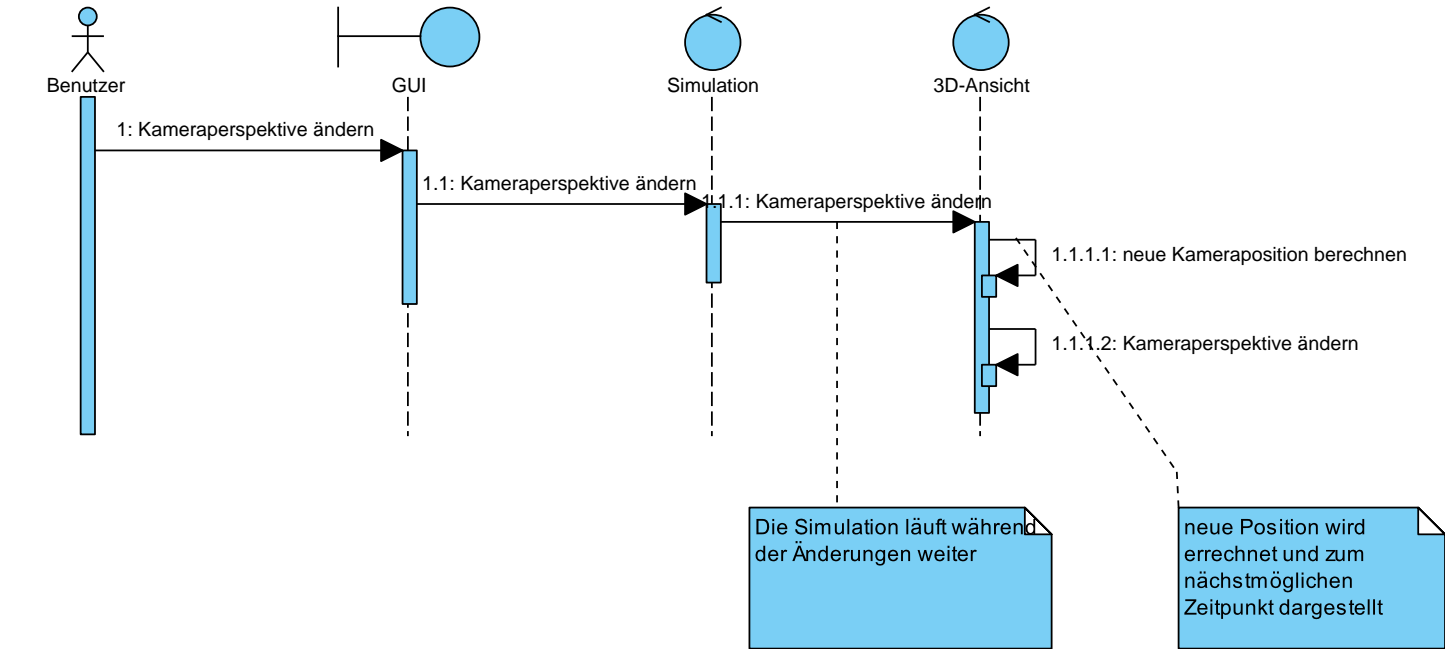 Benutzer
GUI
Simulation
3D-Ansicht
1: Kameraperspektive ändern
1.1: Kameraperspektive ändern
1.1.1: Kameraperspektive ändern
1.1.1.1: neue Kameraposition berechnen
1.1.1.2: Kameraperspektive ändern
Die Simulation läuft während
der Änderungen weiter
neue Position wird
errechnet und zum
nächstmöglichen
Zeitpunkt dargestellt